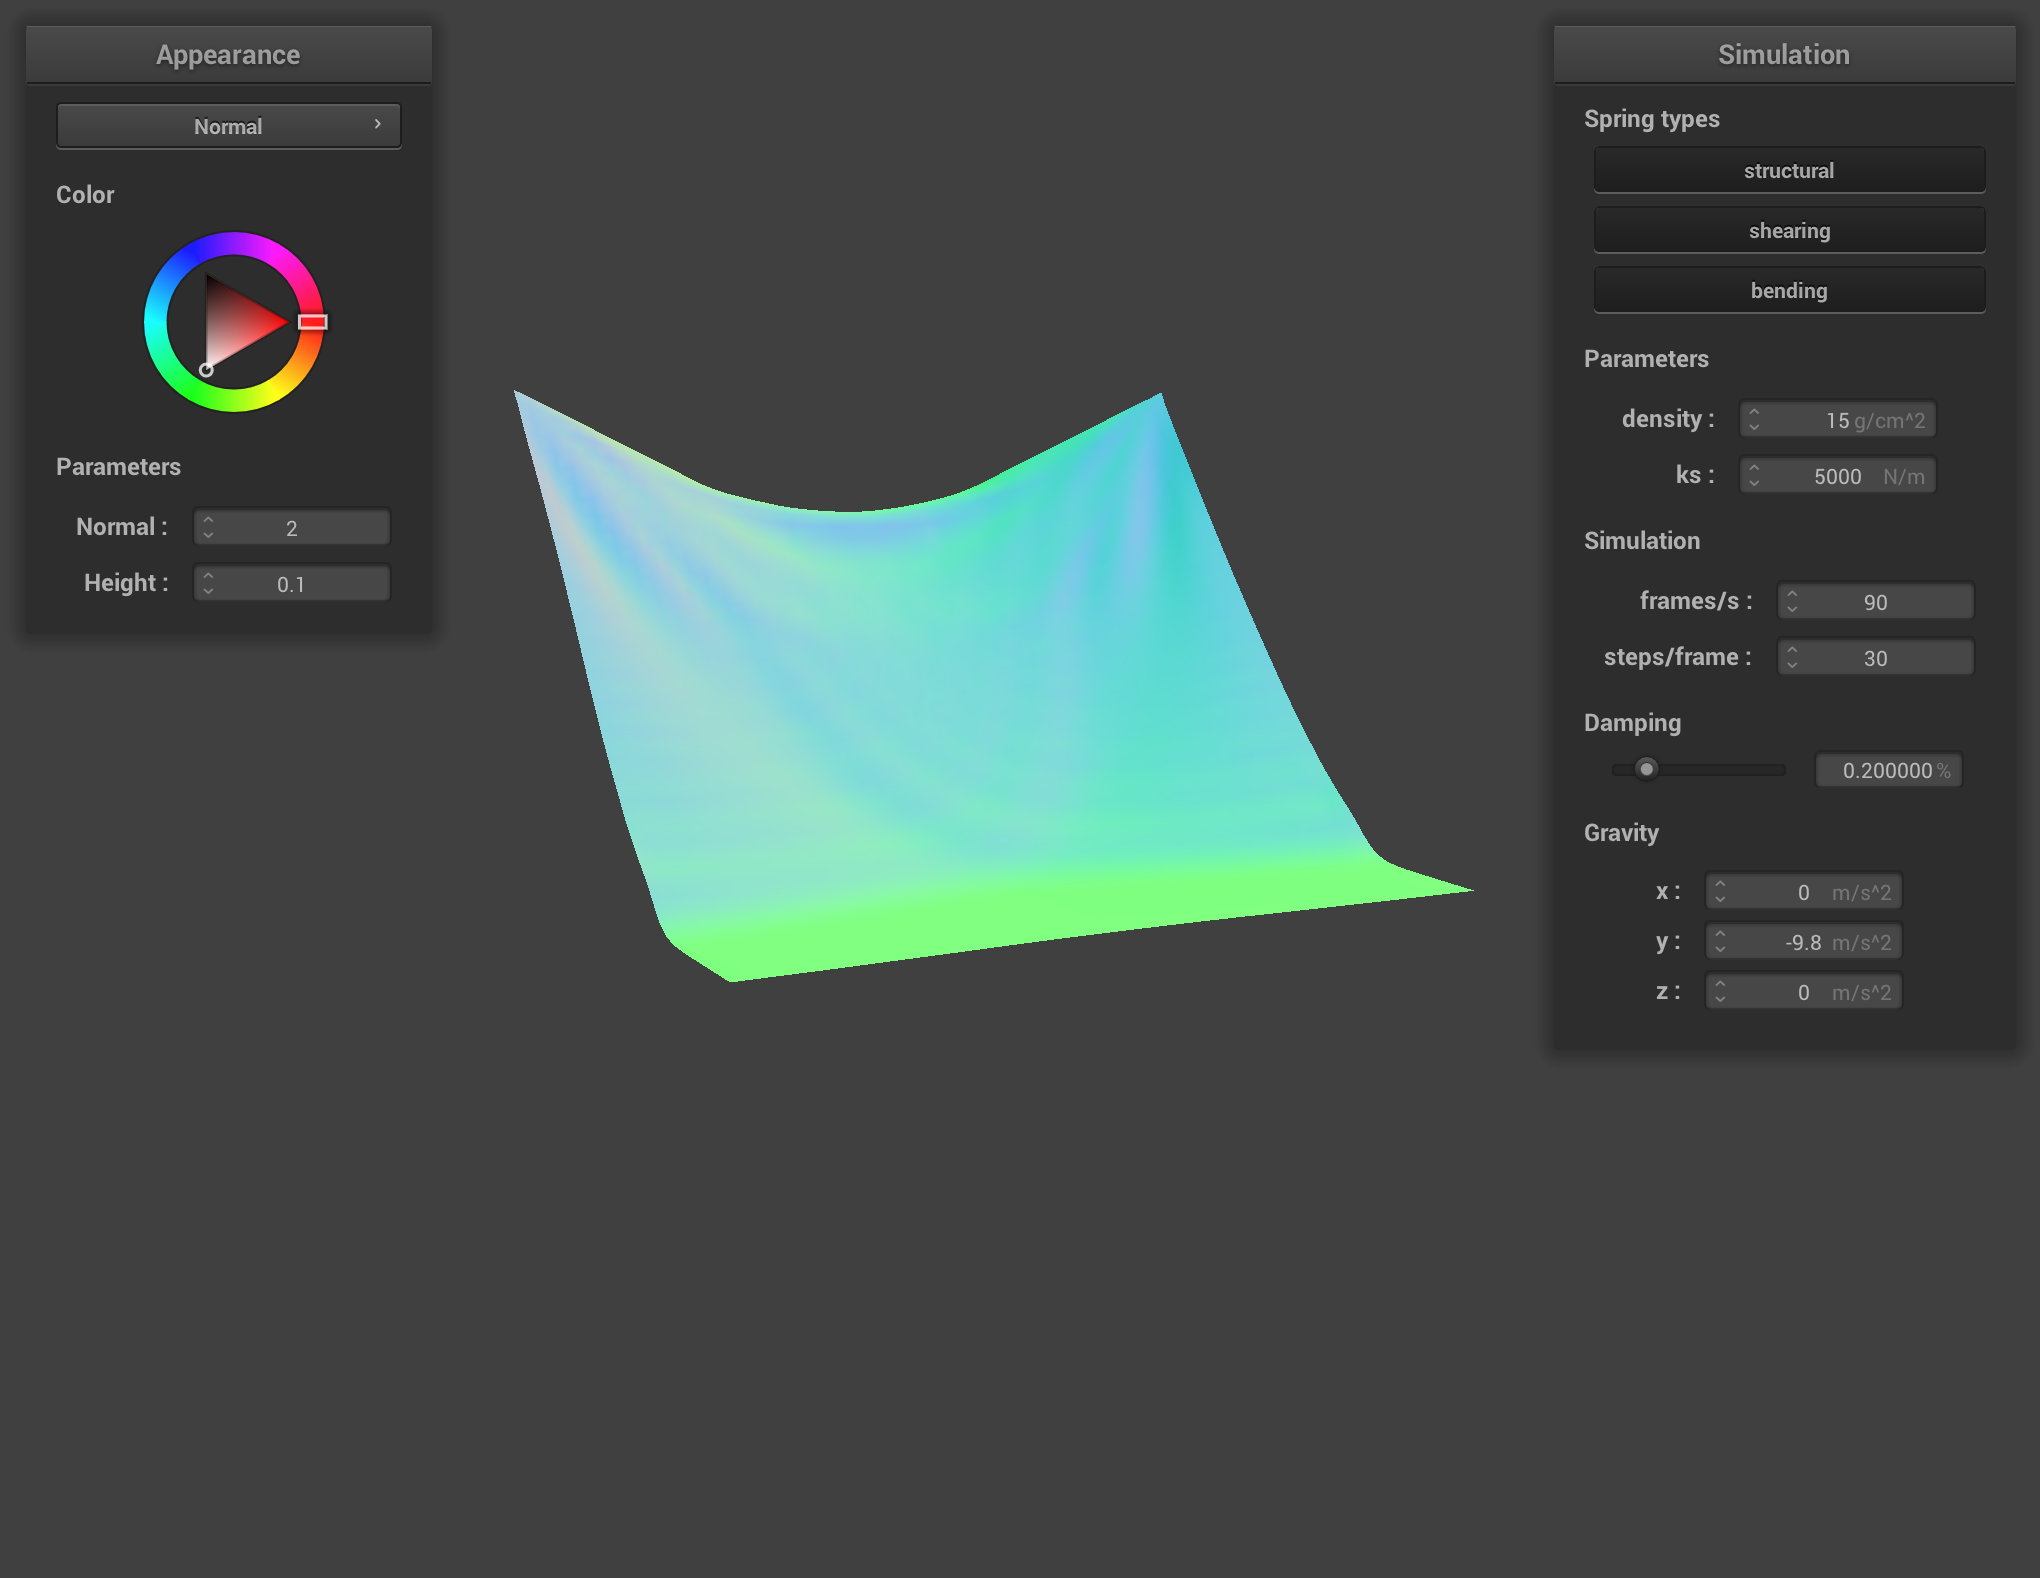 Appearance
Normal
Color
Parameters
Normal : 2
Height : 0.1
Simulation
Spring types
structural
shearing
bending
Parameters
density : 15 g/cm^2
ks : 5000 N/m
Simulation
frames/s : 90
steps/frame : 30
Damping
0.200000 %
Gravity
x : 0 m/s^2
y : -9.8 m/s^2
z : 0 m/s^2